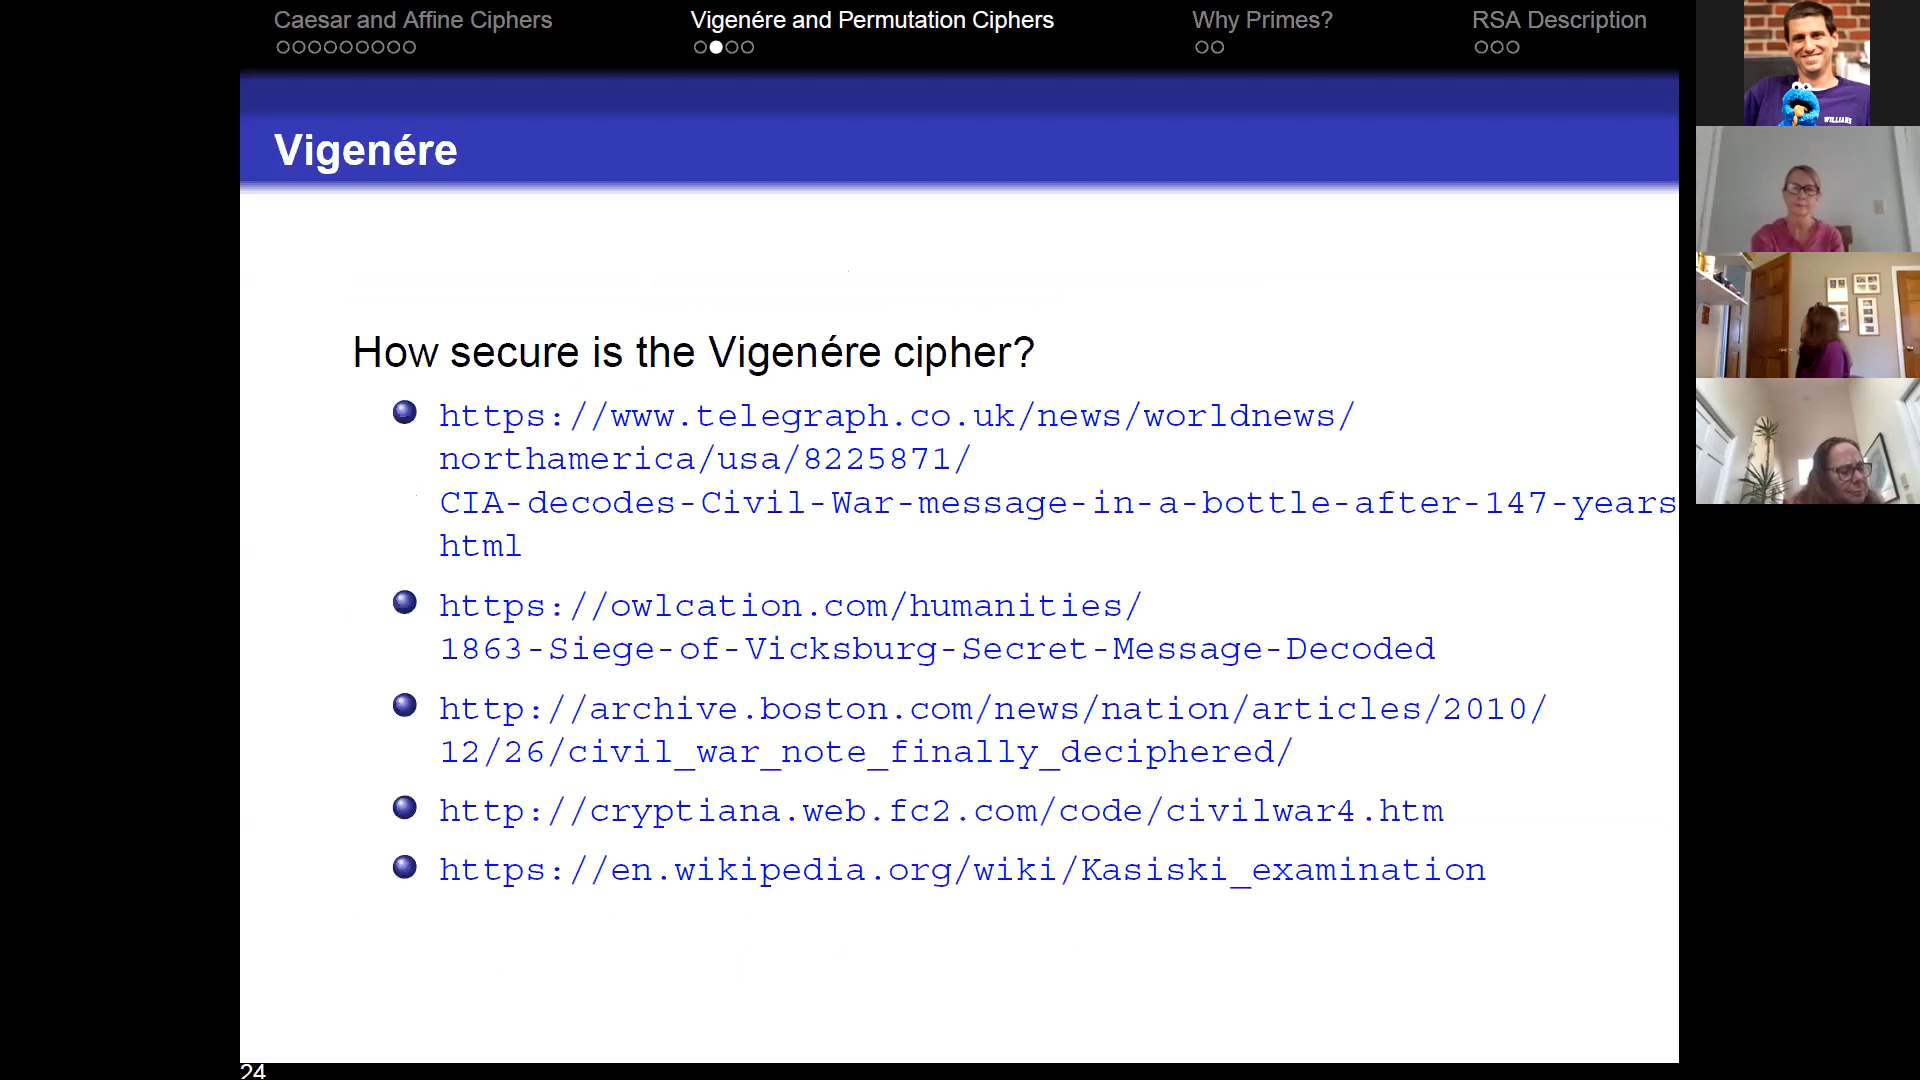 Caesar and Affine Ciphers
Vigenére and Permutation Ciphers
Why Primes?
RSA Description
Vigenére
How secure is the Vigenére cipher?
https://www.telegraph.co.uk/news/worldnews/
northamerica/usa/8225871/
CIA-decodes-Civil-War-message-in-a-bottle-after-147-years
html
https://owlcation.com/humanities/
1863-Siege-of-Vicksburg-Secret-Message-Decoded
http://archive.boston.com/news/nation/articles/2010/
12/26/civil_war_note_finally_deciphered/
http://cryptiana.web.fc2.com/code/civilwar4.htm
https://en.wikipedia.org/wiki/Kasiski_examination
24
WILLIAMS